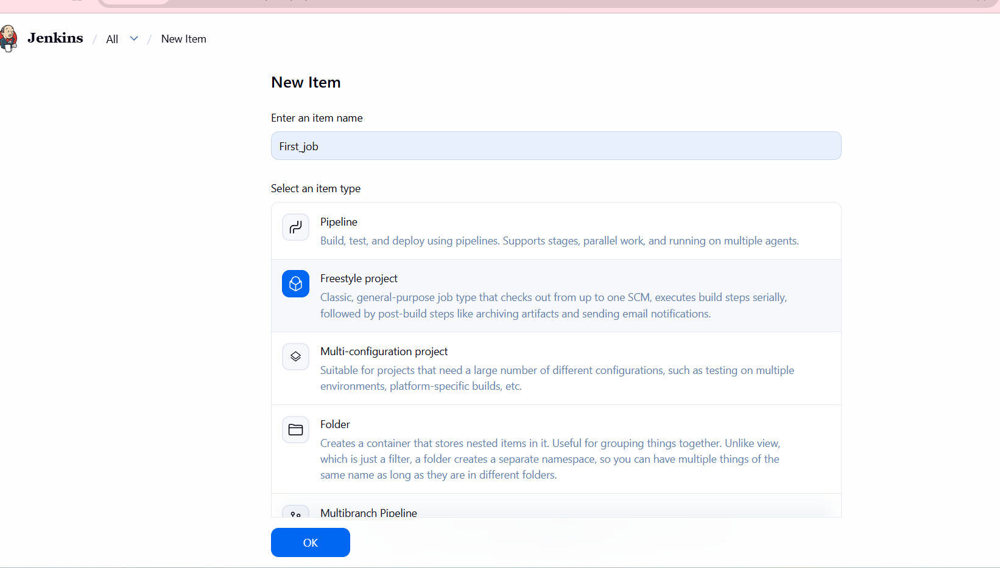 Jenkins / All / New Item
New Item
Enter an item name
First_job
Select an item type
Pipeline
Build, test, and deploy using pipelines. Supports stages, parallel work, and running on multiple agents.
Freestyle project
Classic, general-purpose job type that checks out from up to one SCM, executes build steps serially,
followed by post-build steps like archiving artifacts and sending email notifications.
Multi-configuration project
Suitable for projects that need a large number of different configurations, such as testing on multiple
environments, platform-specific builds, etc.
Folder
Creates a container that stores nested items in it. Useful for grouping things together. Unlike view,
which is just a filter, a folder creates a separate namespace, so you can have multiple things of the
same name as long as they are in different folders.
Multibranch Pipeline
OK